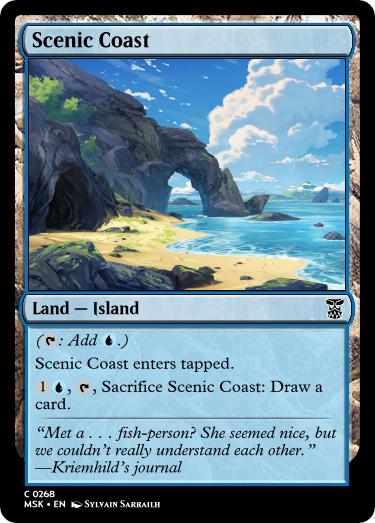 Scenic Coast
Land — Island
(: Add .)
Scenic Coast enters tapped.
1 , , Sacrifice Scenic Coast: Draw a
card.
“Met a . . . fish-person? She seemed nice, but
we couldn’t really understand each other.”
—Kriemhild’s journal
C 0268
MSK • EN Sylvain Sarrailh